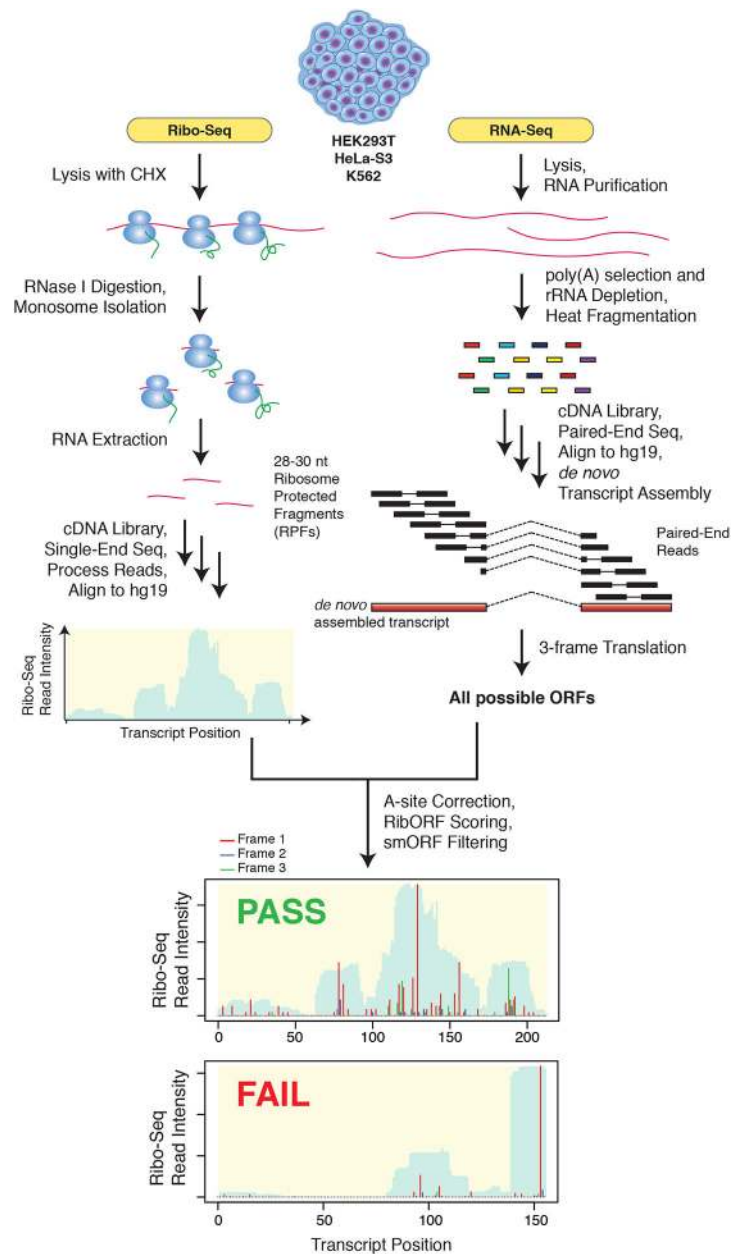 Ribo-Seq
HEK293T
HeLa-S3
K562
RNA-Seq
Lysis with CHX
Lysis,
RNA Purification
RNase I Digestion,
Monosome Isolation
poly(A) selection and
rRNA Depletion,
Heat Fragmentation
RNA Extraction
28-30 nt
Ribosome
Protected
Fragments
(RPFs)
cDNA Library,
Paired-End Seq,
Align to hg19,
de novo
Transcript Assembly
cDNA Library,
Single-End Seq,
Process Reads,
Align to hg19
Paired-End
Reads
de novo
assembled transcript
Ribo-Seq
Read Intensity
Transcript Position
3-frame Translation
All possible ORFs
A-site Correction,
RibORF Scoring,
smORF Filtering
Frame 1
Frame 2
Frame 3
PASS
Ribo-Seq
Read Intensity
0 50 100 150 200
FAIL
Ribo-Seq
Read Intensity
0 50 100 150
Transcript Position